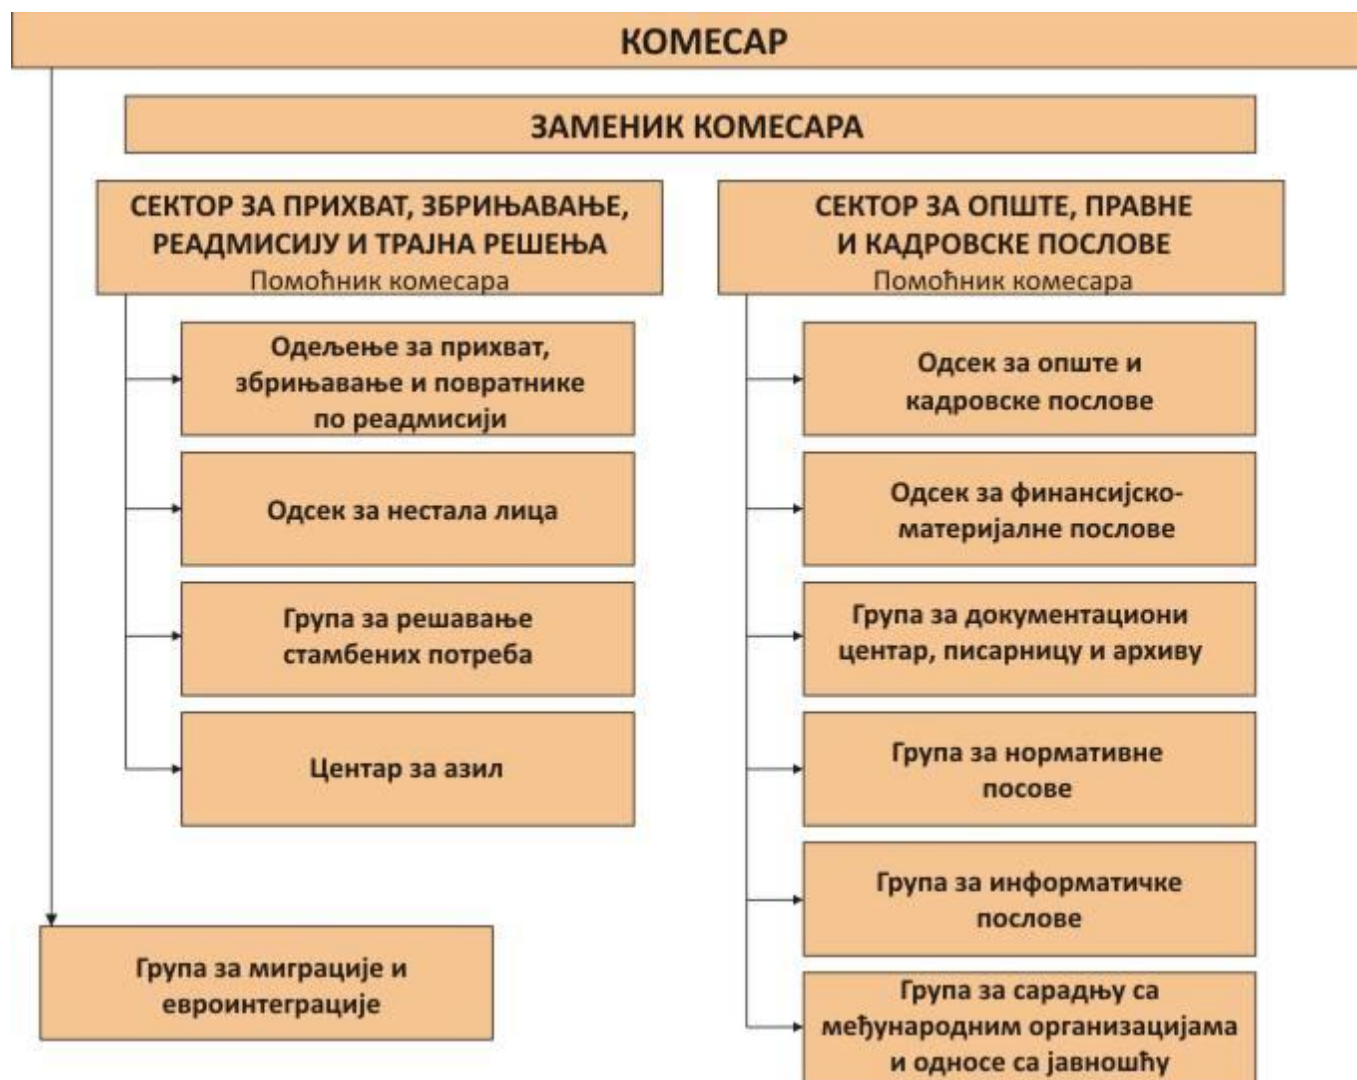 КОМЕСАР
ЗАМЕНИК КОМЕСАРА
СЕКТОР ЗА ПРИХВАТ, ЗБРИЊАВАЊЕ,
РЕАДМИСИЈУ И ТРАЈНА РЕШЕЊА
Помоћник комесара
Одељење за прихват,
збрињавање и повратнике
по реадмисији
Одсек за нестала лица
Група за решавање
стамбених потреба
Центар за азил
Група за миграције и
евроинтеграције
СЕКТОР ЗА ОПШТЕ, ПРАВНЕ
И КАДРОВСКЕ ПОСЛОВЕ
Помоћник комесара
Одсек за опште и
кадровске послове
Одсек за финансијско-
материјалне послове
Група за документациони
центар, писарницу и архиву
Група за нормативне
посове
Група за информатичке
послове
Група за сарадњу са
међународним организацијама
и односе са јавношћу